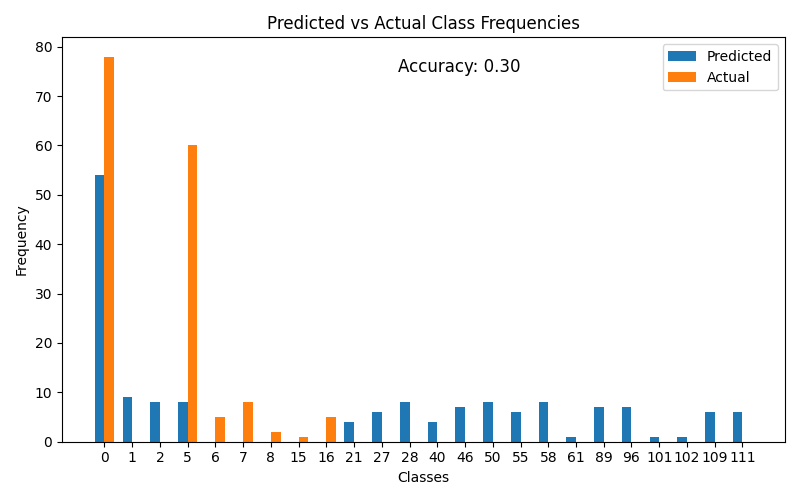 Predicted vs Actual Class Frequencies
Accuracy: 0.30
Predicted
Actual
80
70
60
50
40
30
20
10
0
Frequency
0 1 2 5 6 7 8 15 16 21 27 28 40 46 50 55 58 61 89 96 101 102 109 111
Classes